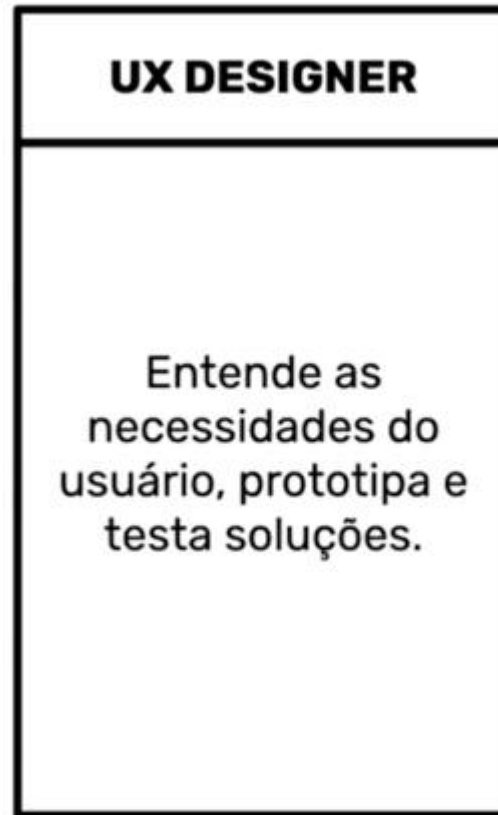 UX DESIGNER
Entende as
necessidades do
usuário, prototipa e
testa soluções.